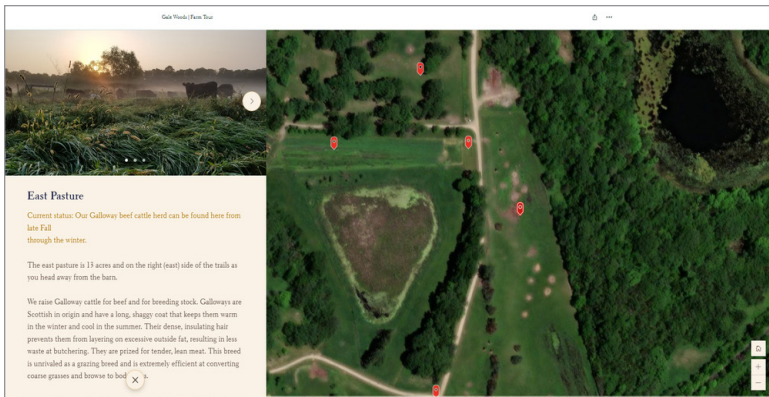 Gale Woods | Farm Tour
East Pasture
Current status: Our Galloway beef cattle herd can be found here from
late Fall
through the winter.
The east pasture is 13 acres and on the right (east) side of the trails as
you head away from the barn.
We raise Galloway cattle for beef and for breeding stock. Galloways are
Scottish in origin and have a long, shaggy coat that keeps them warm
in the winter and cool in the summer. Their dense, insulating hair
prevents them from layering on excessive outside fat, resulting in less
waste at butchering. They are prized for tender, lean meat. This breed
is unrivaled as a grazing breed and is extremely efficient at converting
coarse grasses and browse to